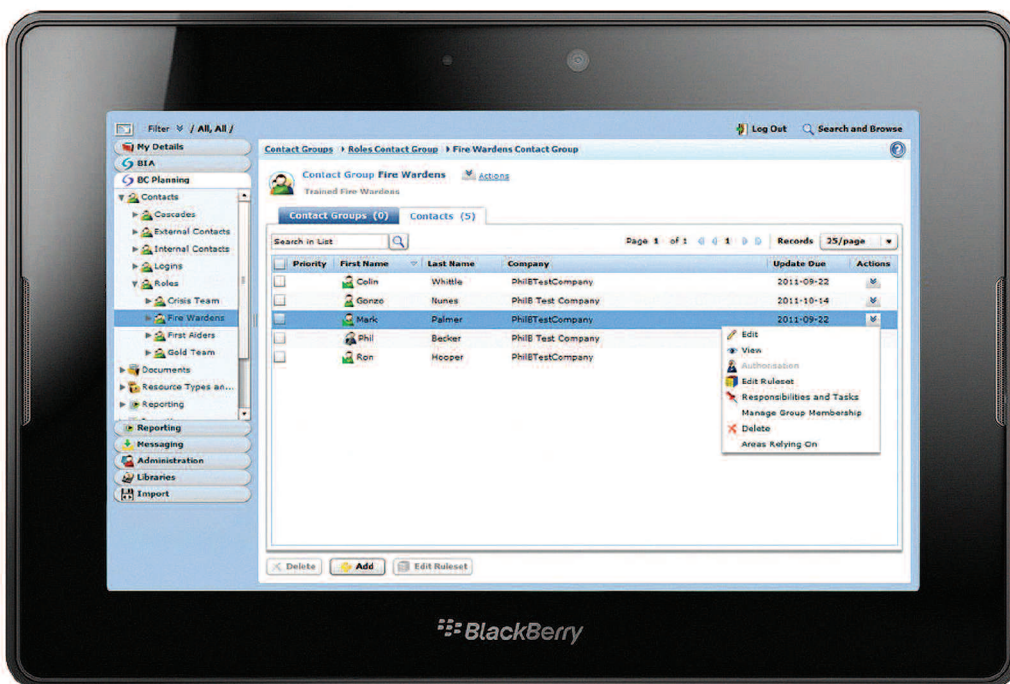 Filter / All, All /
Log Out Search and Browse
My Details
BIA
BC Planning
Contacts
Cascades
External Contacts
Internal Contacts
Logins
Roles
Crisis Team
Fire Wardens
First Aiders
Gold Team
Documents
Resource Types an...
Reporting
Reporting
Messaging
Administration
Libraries
Import
Contact Groups Roles Contact Group Fire Wardens Contact Group
Contact Group Fire Wardens Actions
Trained Fire Wardens
Contact Groups (0) Contacts (5)
Search in List Page 1 of 1 1 Records 25/page
Priority First Name Last Name Company Update Due Actions
Colin Whittle PhilBTestCompany 2011-09-22
Gonzo Nunes PhilB Test Company 2011-10-14
Mark Palmer PhilBTestCompany 2011-09-22
Phil Becker PhilB Test Company
Ron Hooper PhilBTestCompany
Edit
View
Authorisation
Edit Ruleset
Responsibilities and Tasks
Manage Group Membership
Delete
Areas Relying On
Delete Add Edit Ruleset
BlackBerry